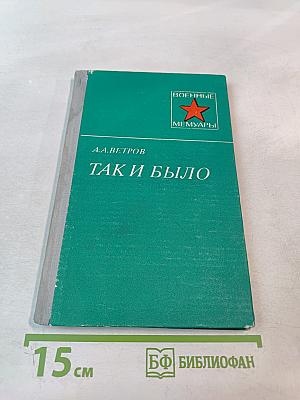 ВОЕННЫЕ
МЕМУАРЫ
А.А.ВЕТРОВ
ТАК И БЫЛО
15 см
БФ БИБЛИОФАН